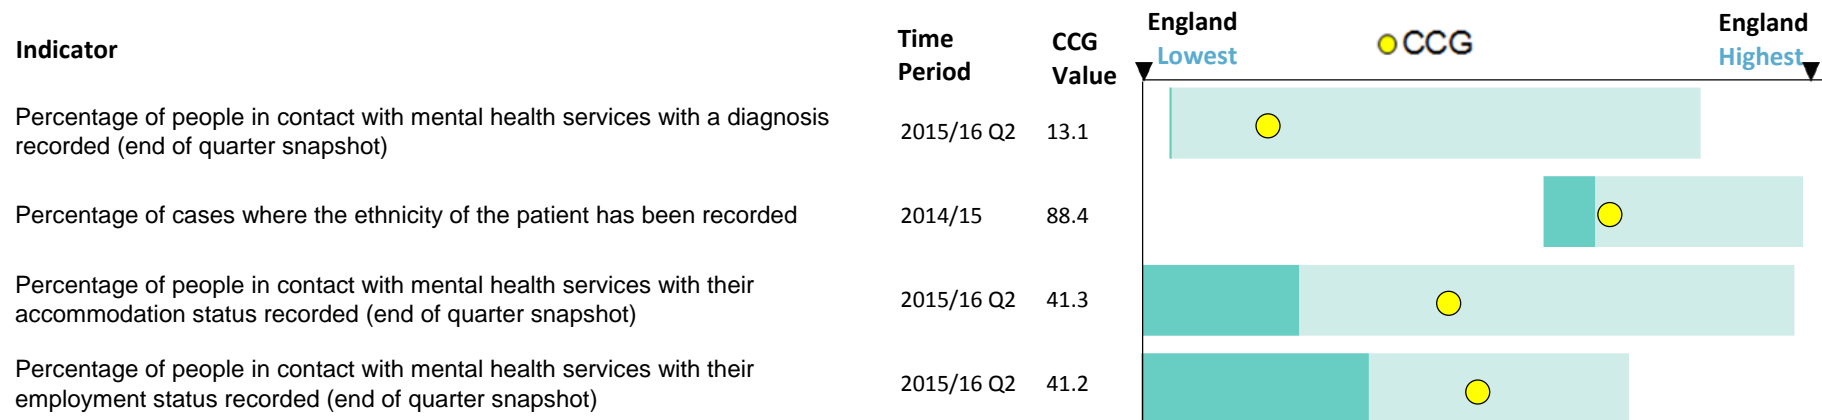 Indicator
Time Period
CCG Value
England Lowest
CCG
England Highest
Percentage of people in contact with mental health services with a diagnosis
recorded (end of quarter snapshot)
2015/16 Q2
13.1
Percentage of cases where the ethnicity of the patient has been recorded
2014/15
88.4
Percentage of people in contact with mental health services with their
accommodation status recorded (end of quarter snapshot)
2015/16 Q2
41.3
Percentage of people in contact with mental health services with their
employment status recorded (end of quarter snapshot)
2015/16 Q2
41.2